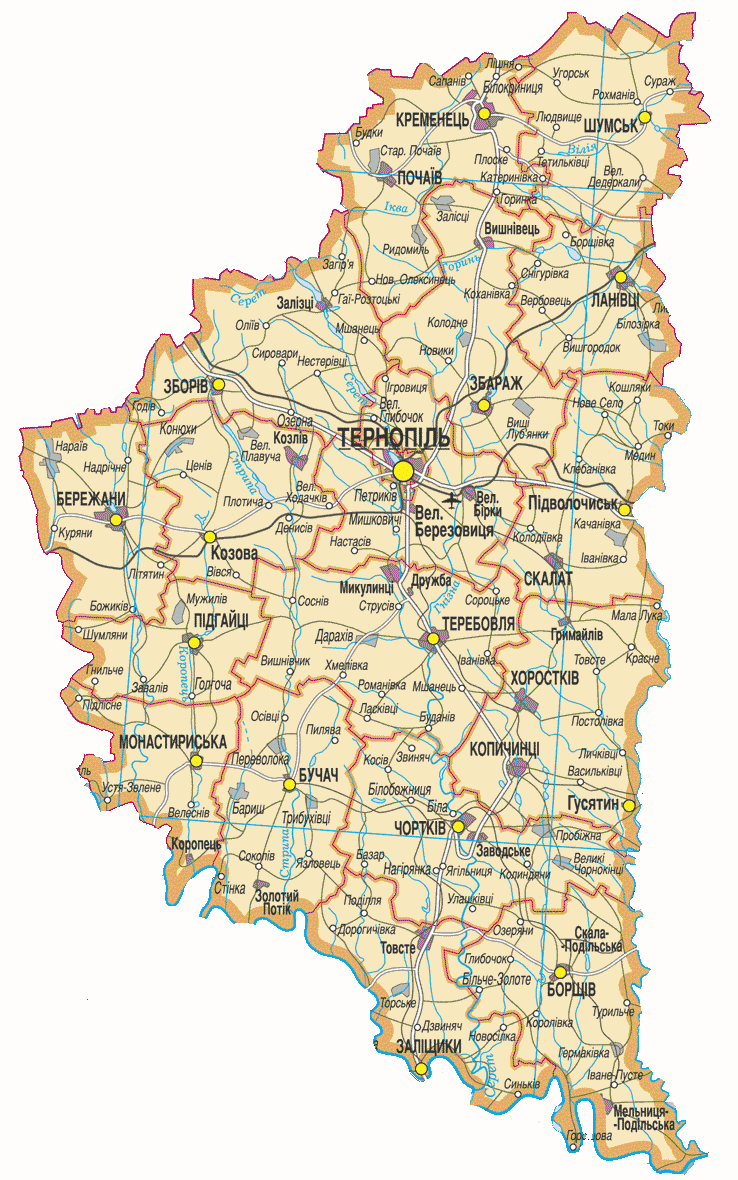 Лішня
Сапанів
Білокриниця
Угорськ
Сураж
Рохманів
КРЕМЕНЕЦЬ
Людвище
ШУМСЬК
Будки
Стар. Почаїв
Плоске
Вілія
Тетильківці
ПОЧАЇВ
Катеринівка
Вел.
Дедеркали
Горинка
Іква
Залісці
Вишнівець
Ридомиль
Борщівка
Горинь
Загір'я
Снігурівка
Нов. Олексинець
ЛАНІВЦІ
Серет
Залізці
Гаї-Розтоцькі
Коханівка
Вербовець
Оліїв
Мшанець
Колодне
Білозірка
Сировари
Нестерівці
Новики
Вишгородок
ЗБОРІВ
Серет
Ігровиця
ЗБАРАЖ
Кошляки
Вел.
Глибочок
Нове Село
Озерна
Вищі
Луб'янки
Токи
Конюхи
Нараїв
Вел.
Плавуча
Козлів
ТЕРНОПІЛЬ
Медин
Надрічне
Ценів
Стрипа
Клебанівка
БЕРЕЖАНИ
Плотича
Вел.
Ходачків
Петриків
Вел.
Бірки
Підволочиськ
Куряни
Денисів
Мишковичі
Вел.
Березовиця
Качанівка
Козова
Настасів
Колодіївка
Іванівка
Літятин
Вівся
Микулинці
Дружба
СКАЛАТ
Божиків
Мужилів
Соснів
Струсів
Гнізна
Сороцьке
Мала Лука
ПІДГАЙЦІ
Шумляни
Дарахів
ТЕРЕБОВЛЯ
Гримайлів
Коропець
Вишнівчик
Хмелівка
Іванівка
Товсте
Красне
Гнильче
Завалів
Голгоча
Романівка
Мшанець
ХОРОСТКІВ
Підлісне
Осівці
Ласківці
Буданів
Постолівка
МОНАСТИРИСЬКА
Пилява
Звиняч
КОПИЧИНЦІ
Личківці
Переволока
Косів
Васильківці
Устя-Зелене
БУЧАЧ
Білобожниця
Гусятин
Велеснів
Бариш
Трибухівці
Біла
ЧОРТКІВ
Пробіжна
Коропець
Стрипа
Заводське
Соколів
Язловець
Базар
Нагірянка
Ягільниця
Великі
Чорнокінці
Стінка
Колиндяни
Золотий
Потік
Поділля
Улашківці
Дорогичівка
Товсте
Озеряни
Скала-
-Подільська
Глибочок
Більче-Золоте
БОРЩІВ
Торське
Турильче
Дзвиняч
Королівка
Новосілка
ЗАЛІЩИКИ
Гермаківка
Серет
Синьків
Іване-Пусте
Мельниця-
-Подільська